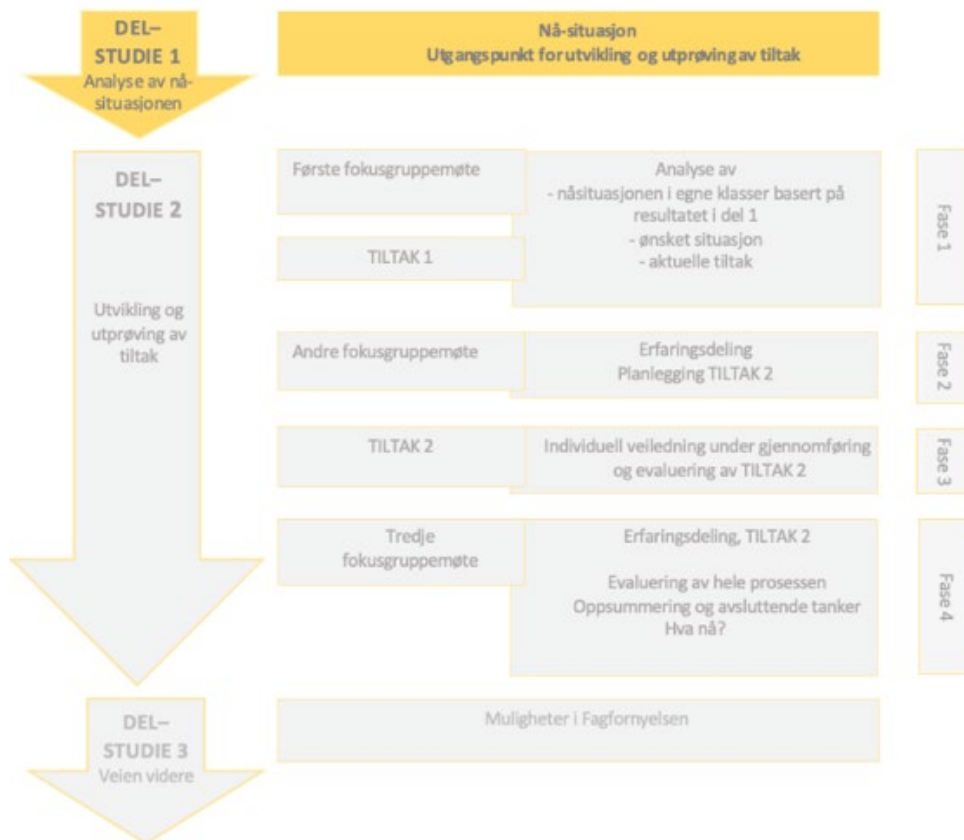 DEL–
STUDIE 1
Analyse av nå-
situasjonen
Nå-situasjon
Utgangspunkt for utvikling og utprøving av tiltak
DEL–
STUDIE 2
Utvikling og
utprøving av
tiltak
Første fokusgruppemøte
TILTAK 1
Analyse av
- nåsituasjonen i egne klasser basert på
resultatet i del 1
- ønsket situasjon
- aktuelle tiltak
Fase 1
Andre fokusgruppemøte
Erfaringsdeling
Planlegging TILTAK 2
Fase 2
TILTAK 2
Individuell veiledning under gjennomføring
og evaluering av TILTAK 2
Fase 3
Tredje
fokusgruppemøte
Erfaringsdeling, TILTAK 2
Evaluering av hele prosessen
Oppsummering og avsluttende tanker
Hva nå?
Fase 4
DEL–
STUDIE 3
Veien videre
Muligheter i Fagfornyelsen